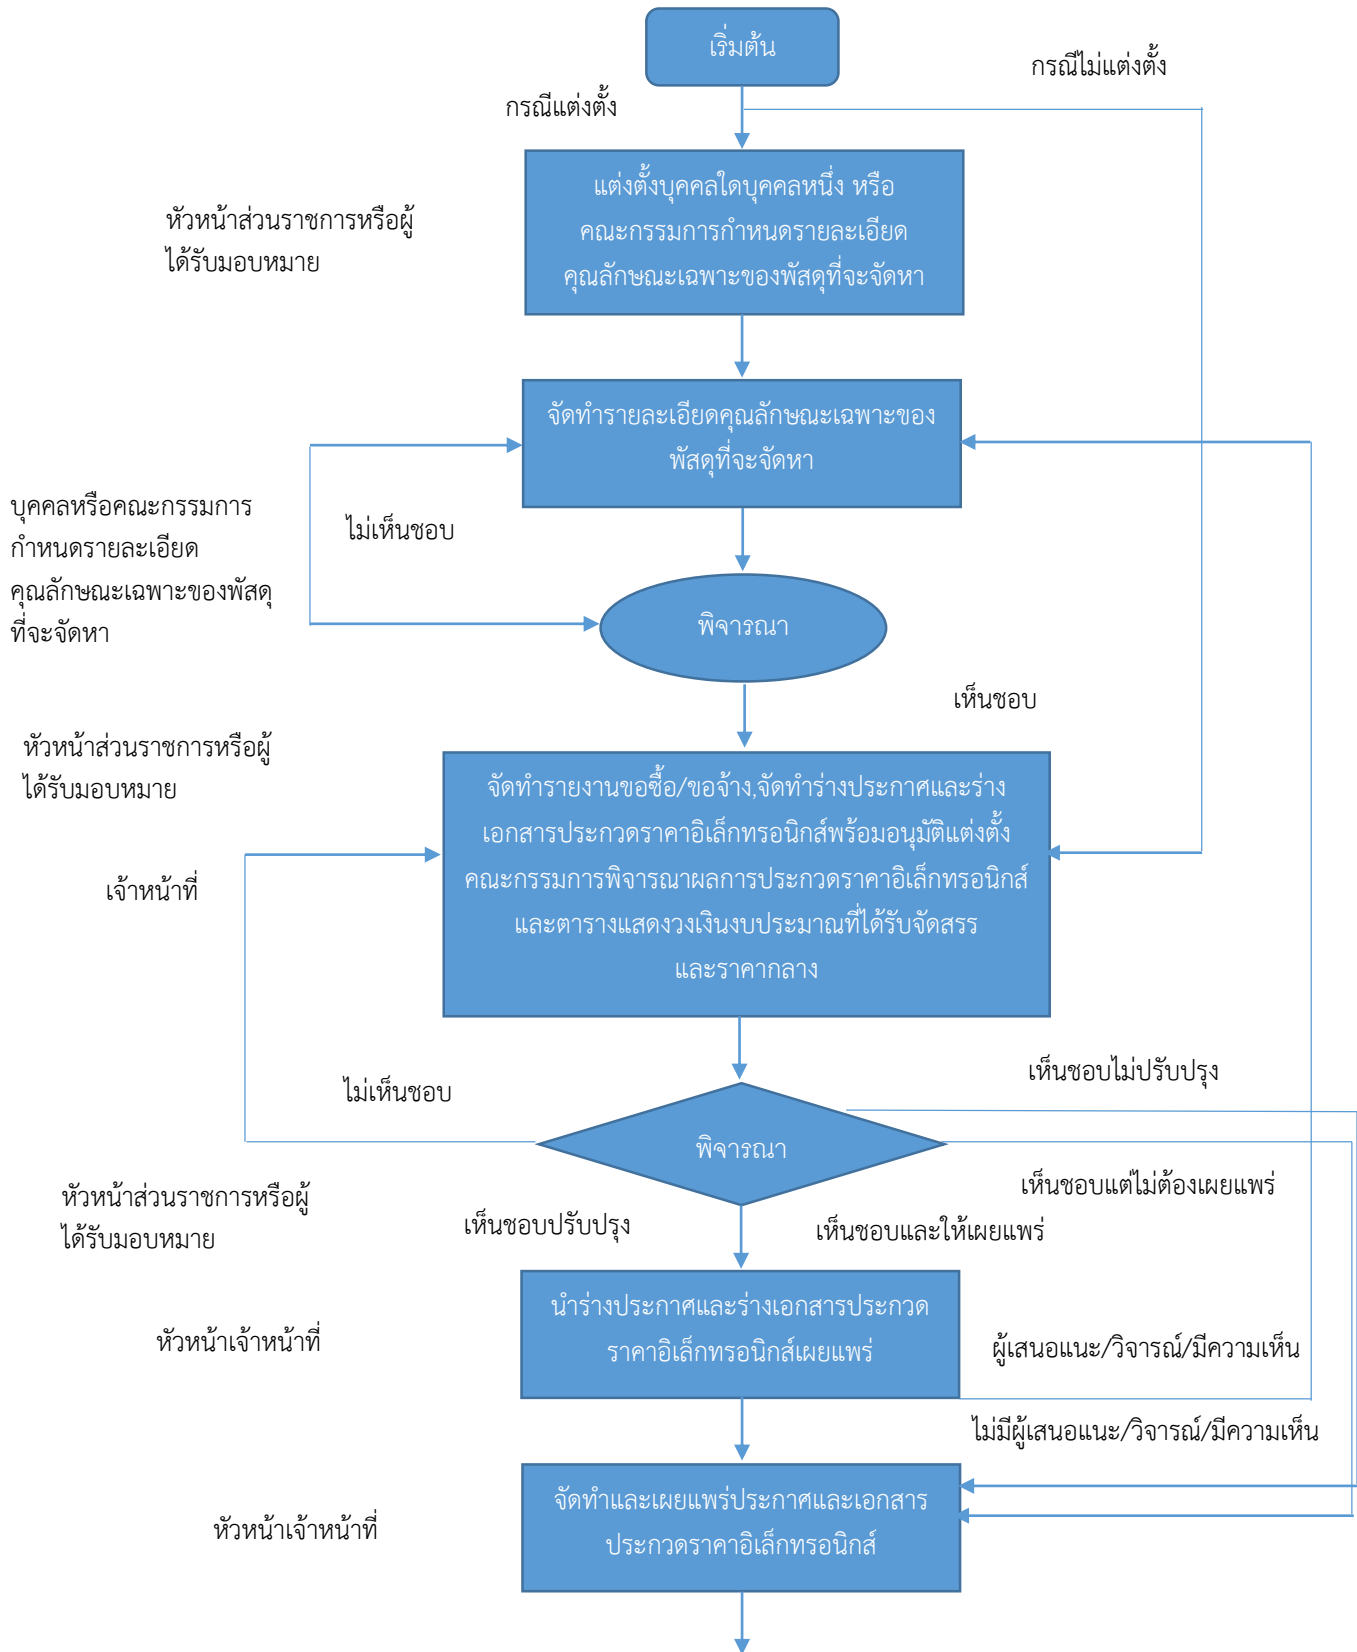 เริ่มต้น
กรณีไม่แต่งตั้ง
กรณีแต่งตั้ง
แต่งตั้งบุคคลใดบุคคลหนึ่ง หรือ
คณะกรรมการกำหนดรายละเอียด
คุณลักษณะเฉพาะของพัสดุที่จะจัดหา
หัวหน้าส่วนราชการหรือผู้
ได้รับมอบหมาย
จัดทำรายละเอียดคุณลักษณะเฉพาะของ
พัสดุที่จะจัดหา
บุคคลหรือคณะกรรมการ
กำหนดรายละเอียด
คุณลักษณะเฉพาะของพัสดุ
ที่จะจัดหา
ไม่เห็นชอบ
พิจารณา
เห็นชอบ
หัวหน้าส่วนราชการหรือผู้
ได้รับมอบหมาย
จัดทำรายงานขอซื้อ/ขอจ้าง,จัดทำร่างประกาศและร่าง
เอกสารประกวดราคาอิเล็กทรอนิกส์พร้อมอนุมัติแต่งตั้ง
คณะกรรมการพิจารณาผลการประกวดราคาอิเล็กทรอนิกส์
และตารางแสดงวงเงินงบประมาณที่ได้รับจัดสรร
และราคากลาง
เจ้าหน้าที่
เห็นชอบไม่ปรับปรุง
ไม่เห็นชอบ
พิจารณา
เห็นชอบแต่ไม่ต้องเผยแพร่
หัวหน้าส่วนราชการหรือผู้
ได้รับมอบหมาย
เห็นชอบปรับปรุง
เห็นชอบและให้เผยแพร่
นำร่างประกาศและร่างเอกสารประกวด
ราคาอิเล็กทรอนิกส์เผยแพร่
หัวหน้าเจ้าหน้าที่
ผู้เสนอแนะ/วิจารณ์/มีความเห็น
ไม่มีผู้เสนอแนะ/วิจารณ์/มีความเห็น
จัดทำและเผยแพร่ประกาศและเอกสาร
ประกวดราคาอิเล็กทรอนิกส์
หัวหน้าเจ้าหน้าที่